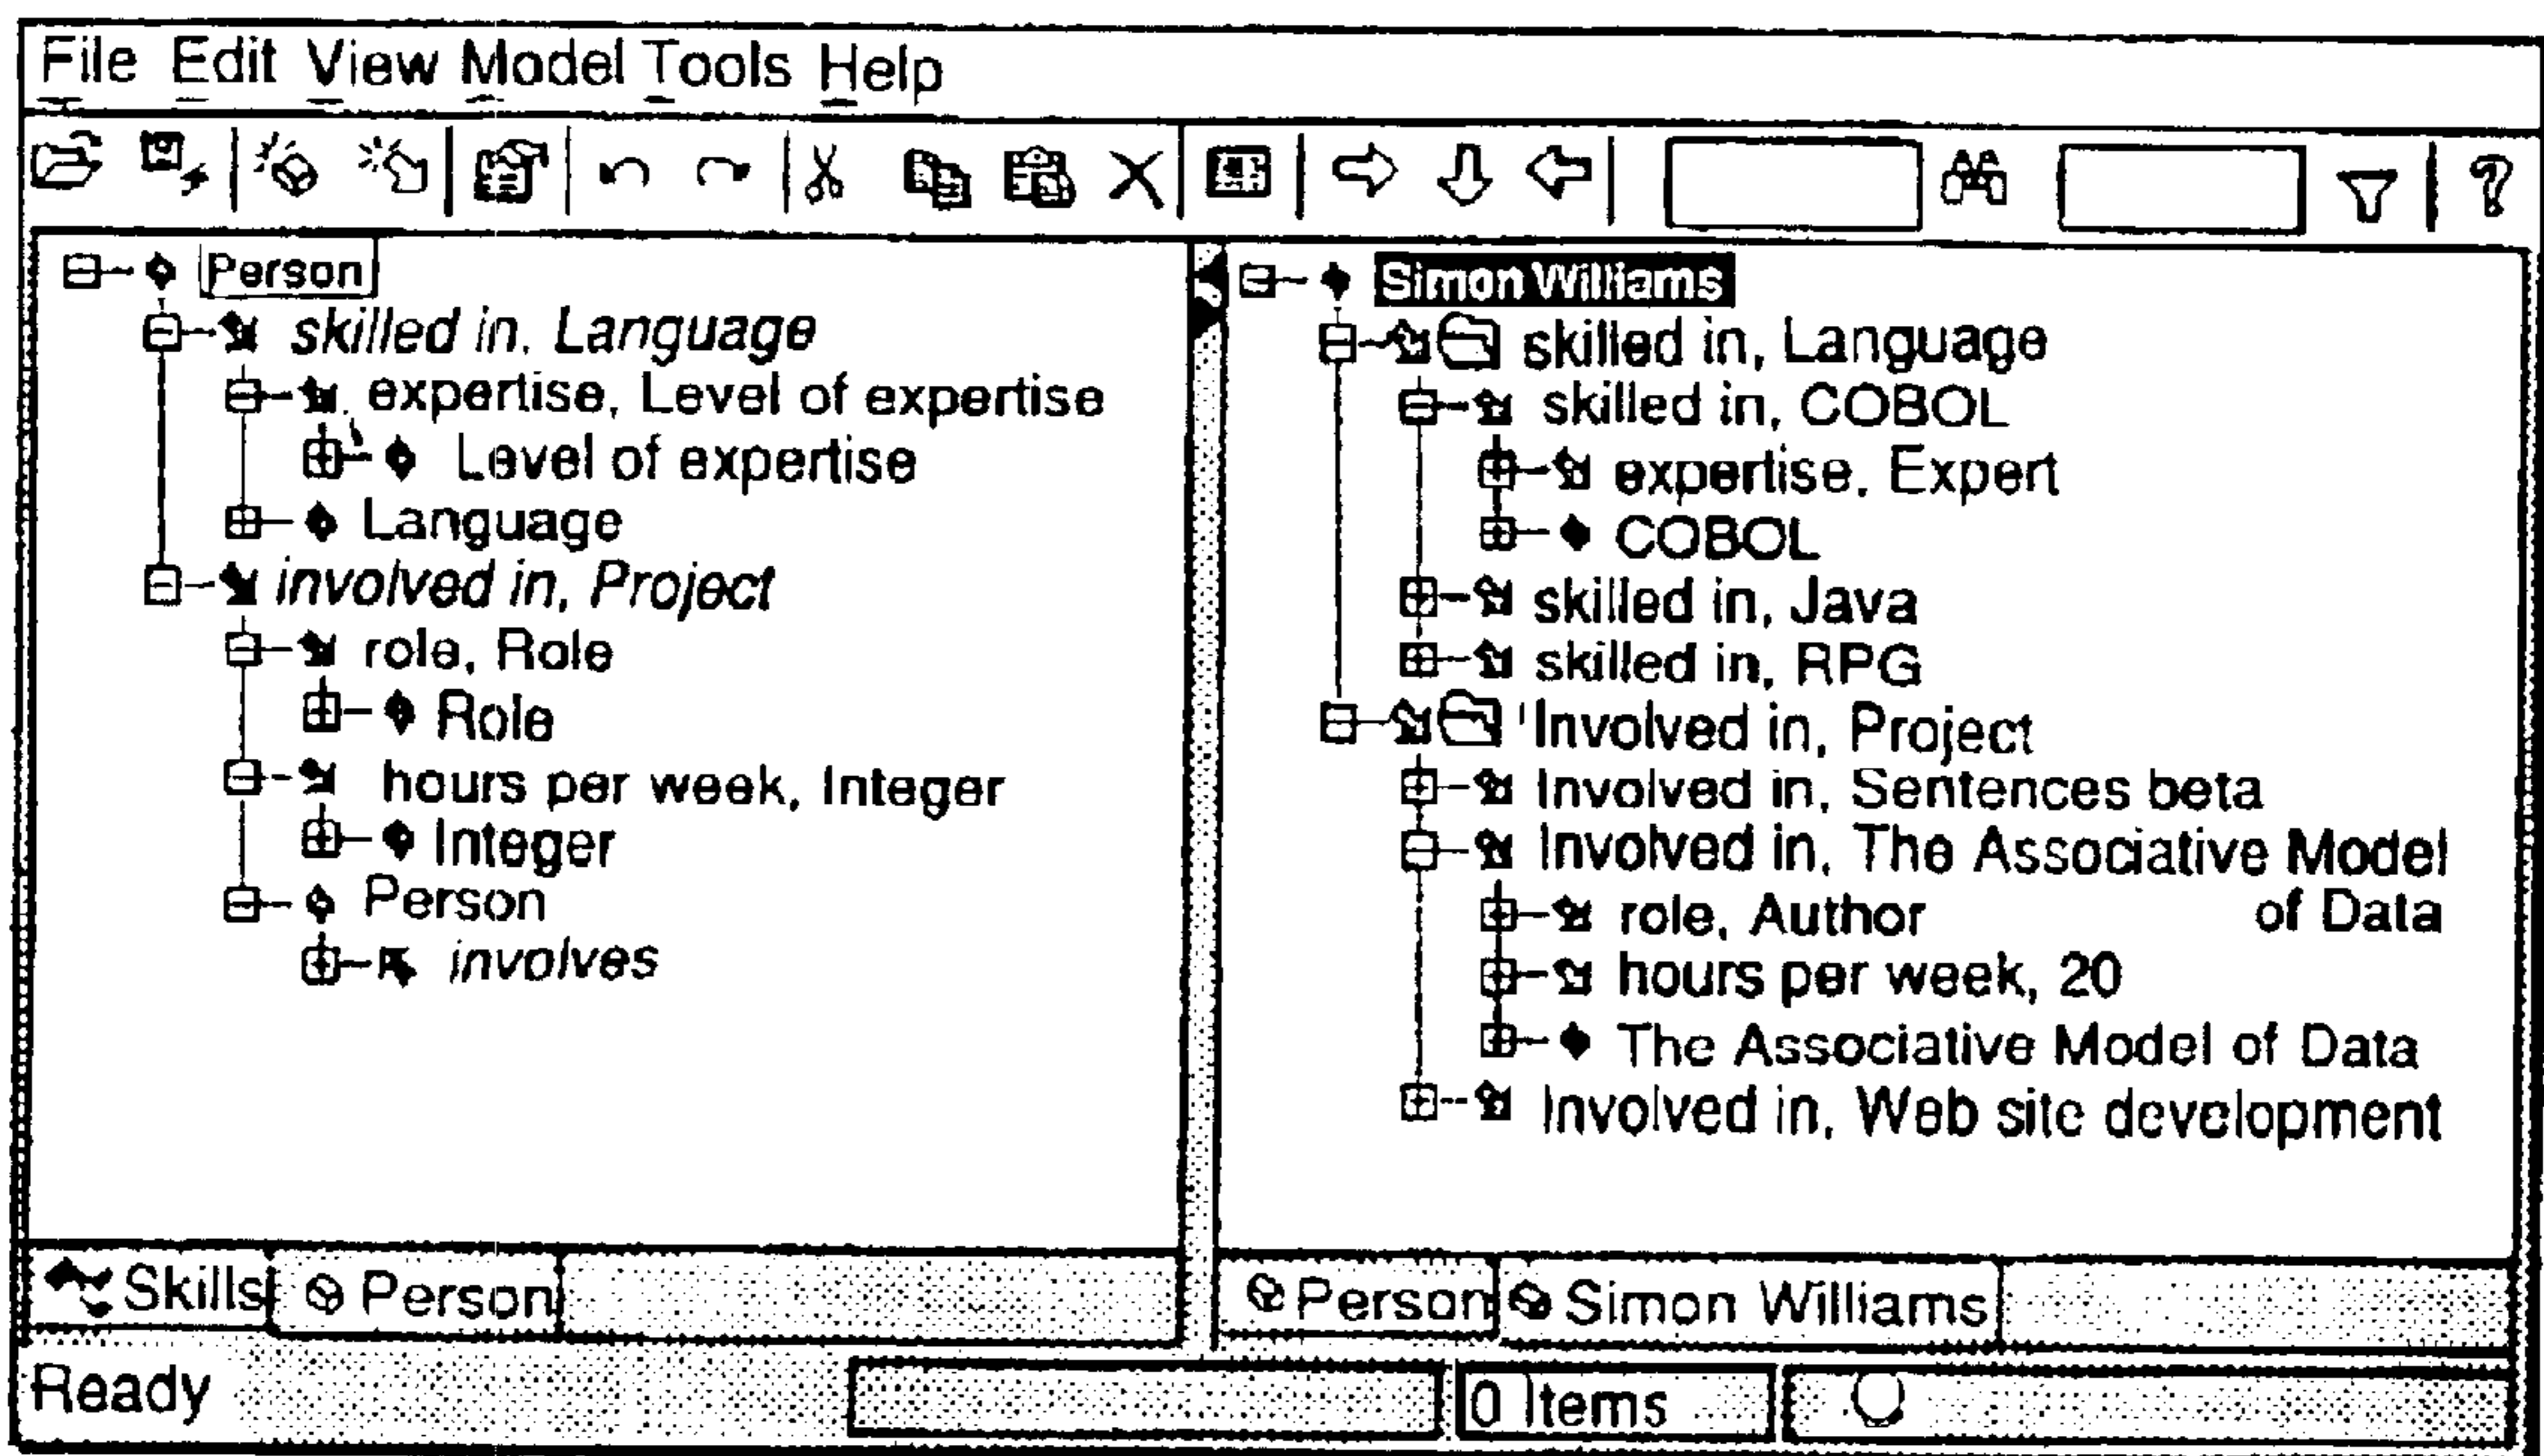 File Edit View Model Tools Help
Person
skilled in, Language
expertise, Level of expertise
Level of expertise
Language
involved in, Project
role, Role
Role
hours per week, Integer
Integer
Person
involves
Simon Williams
skilled in, Language
skilled in, COBOL
expertise, Expert
COBOL
skilled in, Java
skilled in, RPG
Involved in, Project
Involved in, Sentences beta
Involved in, The Associative Model
of Data
role, Author
hours per week, 20
The Associative Model of Data
Involved in, Web site development
Skills Person
Person Simon Williams
Ready
0 Items